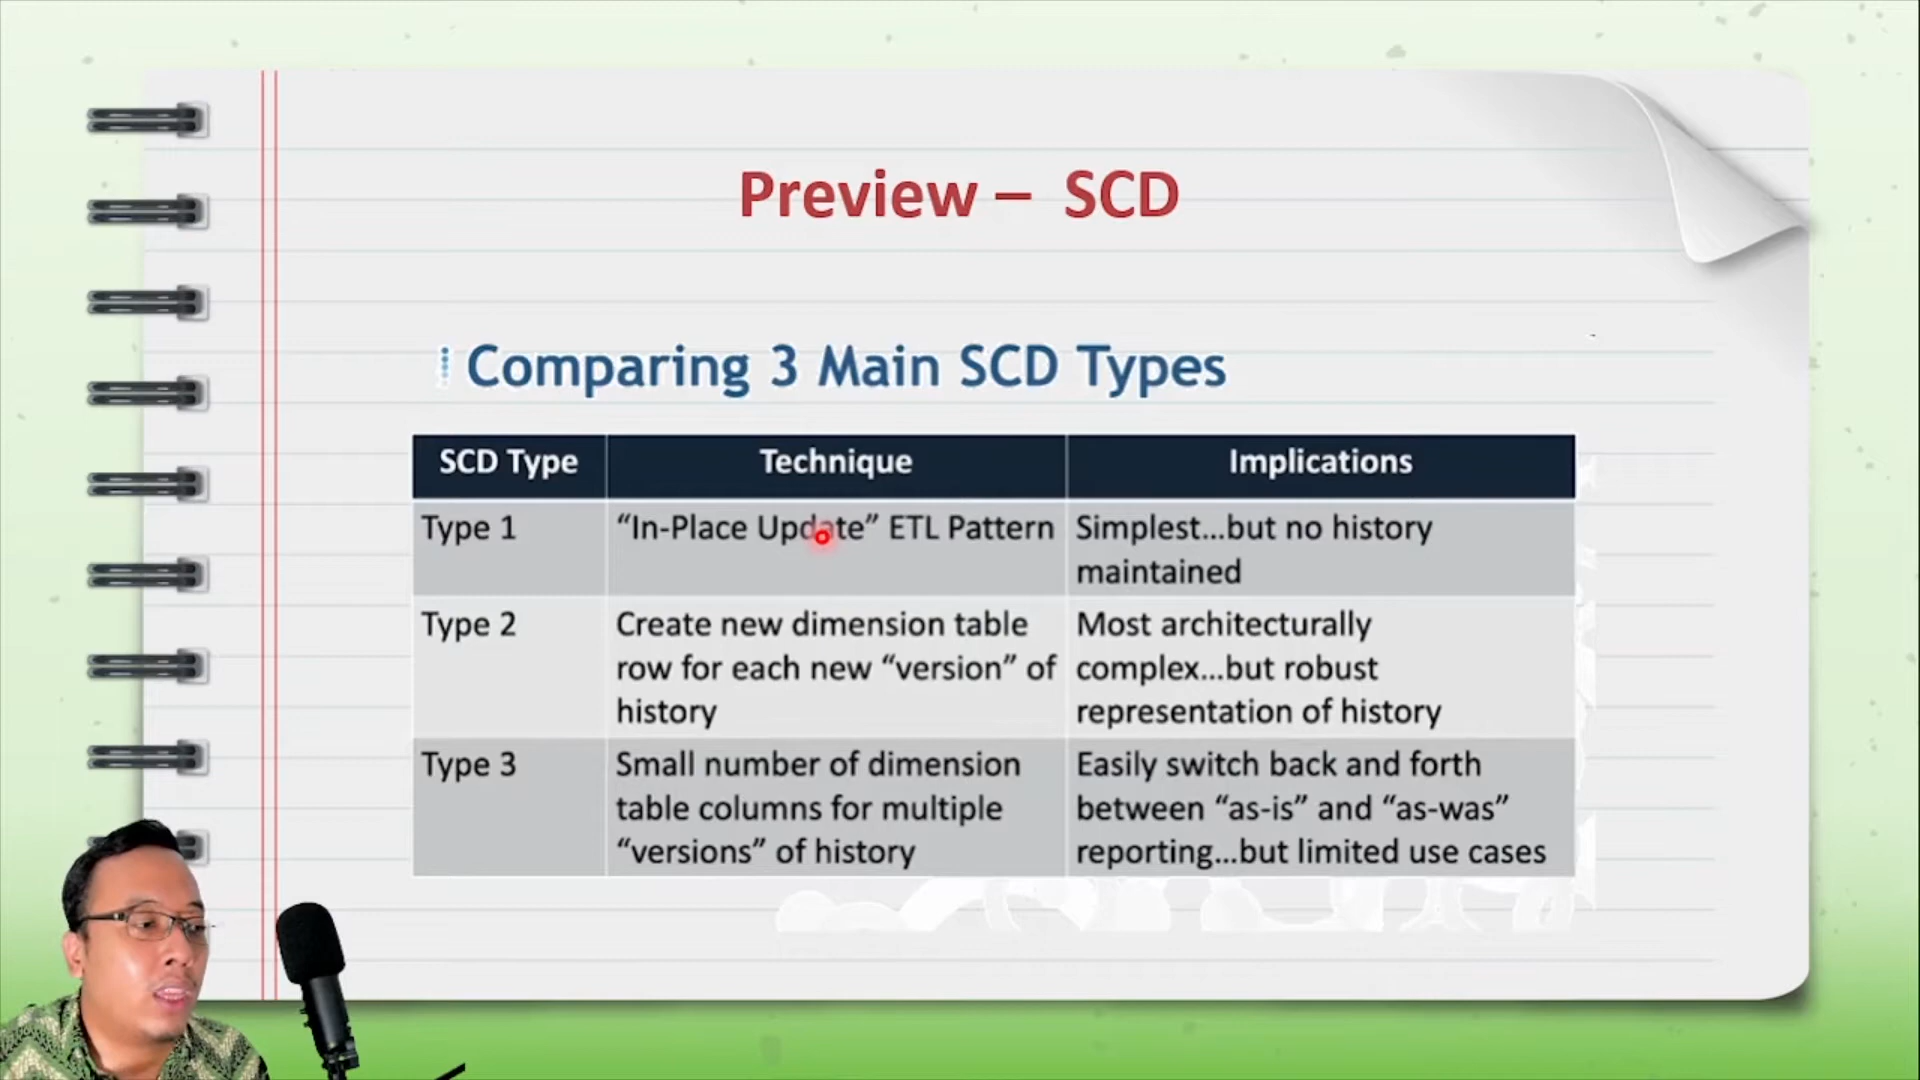 Preview – SCD
Comparing 3 Main SCD Types
SCD Type Technique Implications
Type 1 “In-Place Update” ETL Pattern Simplest...but no history
maintained
Type 2 Create new dimension table Most architecturally
row for each new “version” of complex...but robust
history representation of history
Type 3 Small number of dimension Easily switch back and forth
table columns for multiple between “as-is” and “as-was”
“versions” of history reporting...but limited use cases